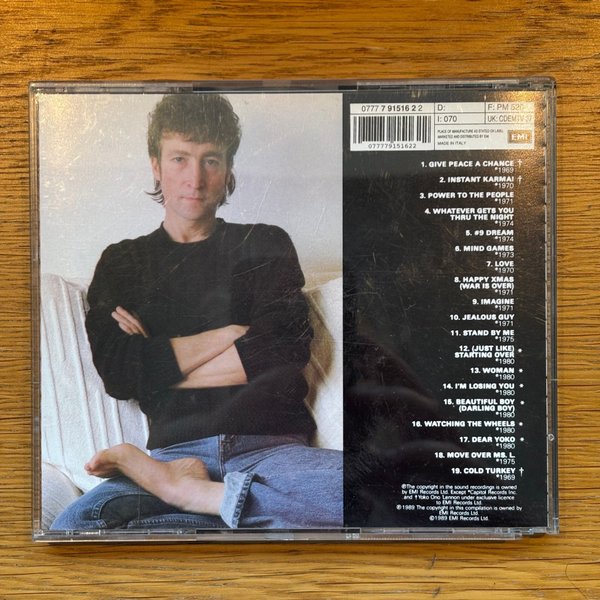 0777 7 91516 2 2
D:
F: PM 520
I: 070
UK: CDEMTV 37
077779151622
PLACE OF MANUFACTURE AS STATED ON LABEL
MARKETED AND DISTRIBUTED BY EMI
MADE IN ITALY
EMI
1. GIVE PEACE A CHANCE †
*1969
2. INSTANT KARMA! †
*1970
3. POWER TO THE PEOPLE
*1971
4. WHATEVER GETS YOU
THRU THE NIGHT
*1974
5. #9 DREAM
*1974
6. MIND GAMES
*1973
7. LOVE
*1970
8. HAPPY XMAS
(WAR IS OVER)
*1971
9. IMAGINE
*1971
10. JEALOUS GUY
*1971
11. STAND BY ME
*1975
12. (JUST LIKE) *
STARTING OVER
*1980
13. WOMAN *
*1980
14. I'M LOSING YOU *
*1980
15. BEAUTIFUL BOY *
(DARLING BOY)
*1980
16. WATCHING THE WHEELS *
*1980
17. DEAR YOKO *
*1980
18. MOVE OVER MS. L.
*1975
19. COLD TURKEY †
*1969
℗The copyright in the sound recordings is owned
by EMI Records Ltd. Except *Capitol Records Inc.
and †Yoko Ono Lennon under exclusive licence
to EMI Records Ltd.
℗1989 The copyright in this compilation is owned by
EMI Records Ltd.
©1989 EMI Records Ltd.